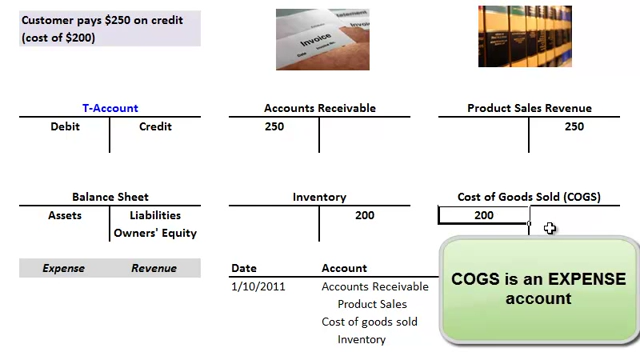 Customer pays $250 on credit
(cost of $200)
Invoice
T-Account
Debit Credit
Accounts Receivable
250
Product Sales Revenue
250
Balance Sheet
Assets Liabilities
Owners' Equity
Expense Revenue
Inventory
200
Cost of Goods Sold (COGS)
200
Date Account
1/10/2011 Accounts Receivable
Product Sales
Cost of goods sold
Inventory
COGS is an EXPENSE
account